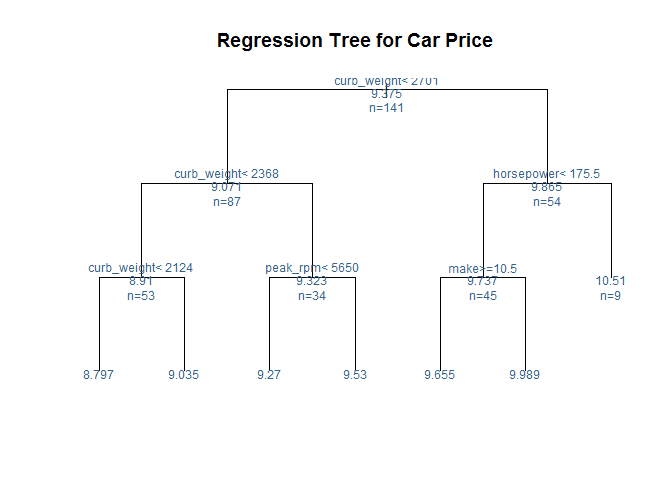 Regression Tree for Car Price
curb_weight< 2701
9.375
n=141
curb_weight< 2368
9.071
n=87
horsepower< 175.5
9.865
n=54
curb_weight< 2124
8.91
n=53
peak_rpm< 5650
9.323
n=34
make>=10.5
9.737
n=45
10.51
n=9
8.797
9.035
9.27
9.53
9.655
9.989